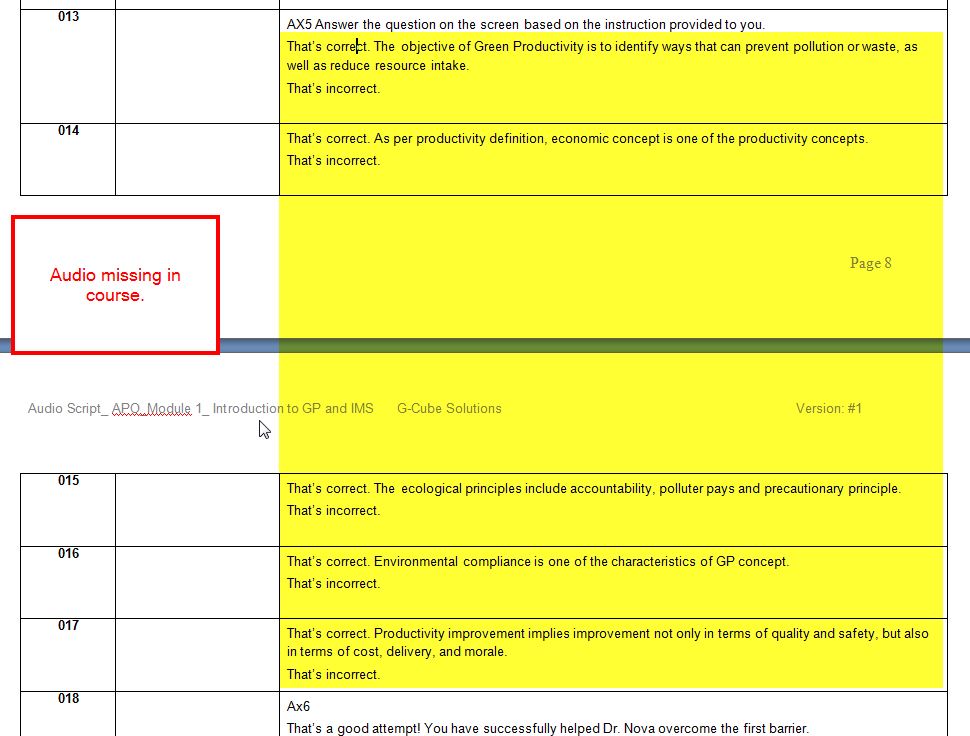 013
AX5 Answer the question on the screen based on the instruction provided to you.
That's correct. The objective of Green Productivity is to identify ways that can prevent pollution or waste, as
well as reduce resource intake.
That's incorrect.
014
That's correct. As per productivity definition, economic concept is one of the productivity concepts.
That's incorrect.
Audio missing in
course.
Page 8
Audio Script_ APO_Module 1_ Introduction to GP and IMS G-Cube Solutions Version: #1
015
That's correct. The ecological principles include accountability, polluter pays and precautionary principle.
That's incorrect.
016
That's correct. Environmental compliance is one of the characteristics of GP concept.
That's incorrect.
017
That's correct. Productivity improvement implies improvement not only in terms of quality and safety, but also
in terms of cost, delivery, and morale.
That's incorrect.
018
Ax6
That's a good attempt! You have successfully helped Dr. Nova overcome the first barrier.